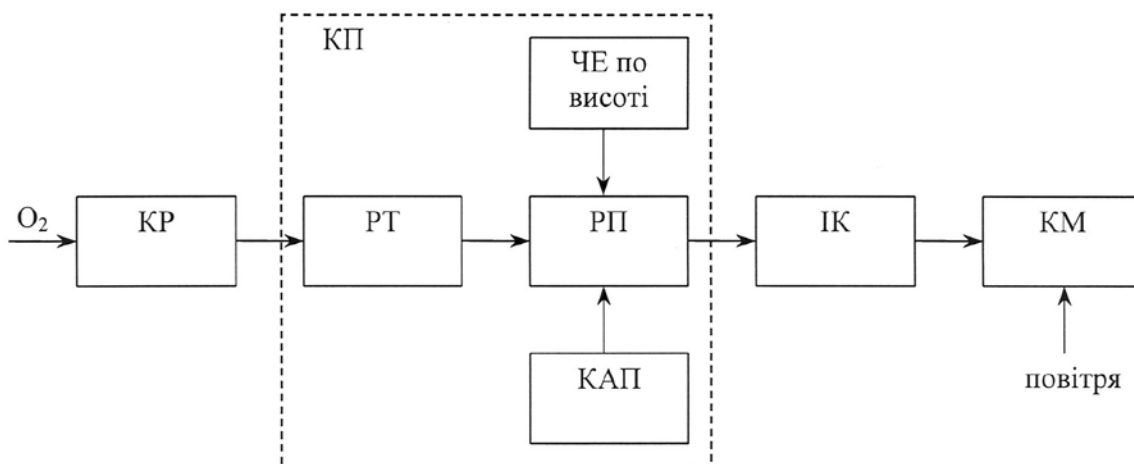 КП
ЧЕ по
висоті
O₂
КР
РТ
РП
ІК
КМ
КАП
повітря